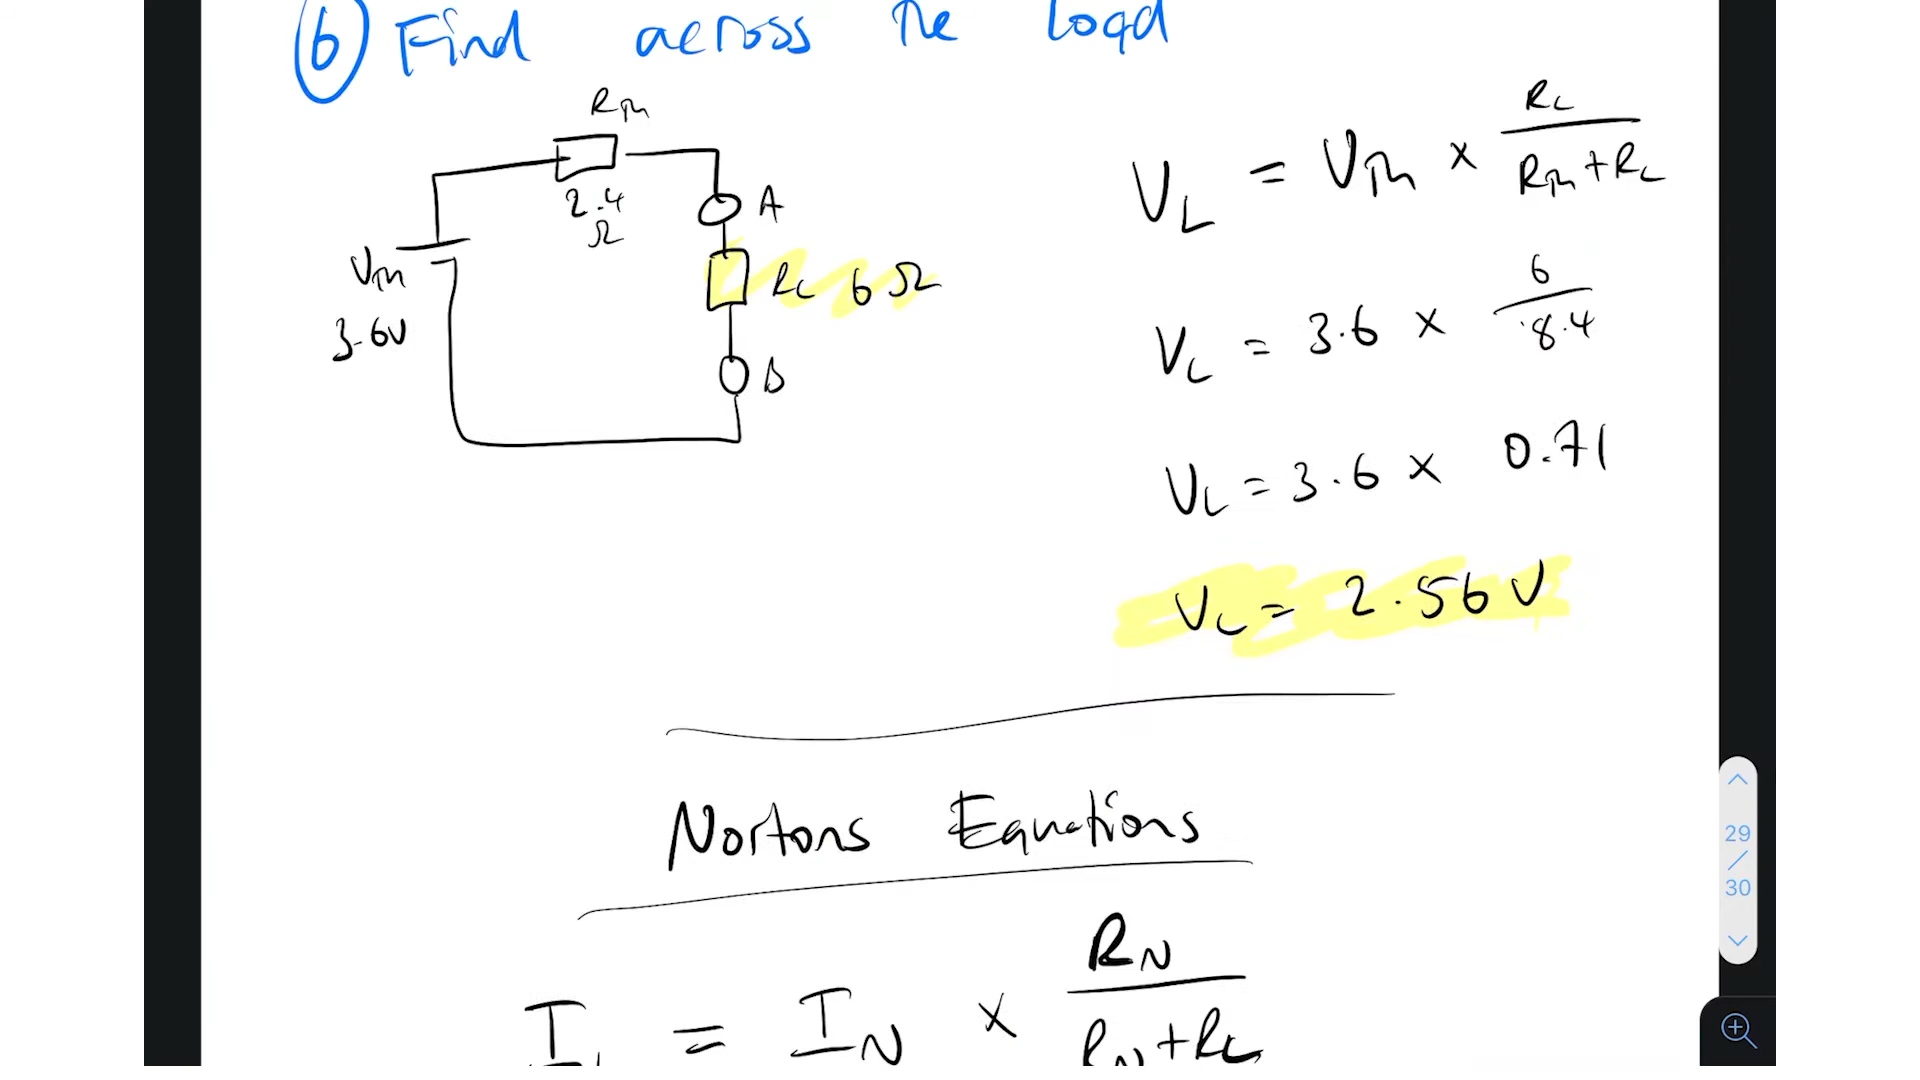 6 Find across the load
RTh
2.4
Ω
A
VTh
3.6V
RL 6Ω
B
VL = VTh × RL / RTh + RL
VL = 3.6 × 6 / 8.4
VL = 3.6 × 0.71
VL = 2.56 V
Nortons Equations
I = IN × RN / RN + RL
29
/
30